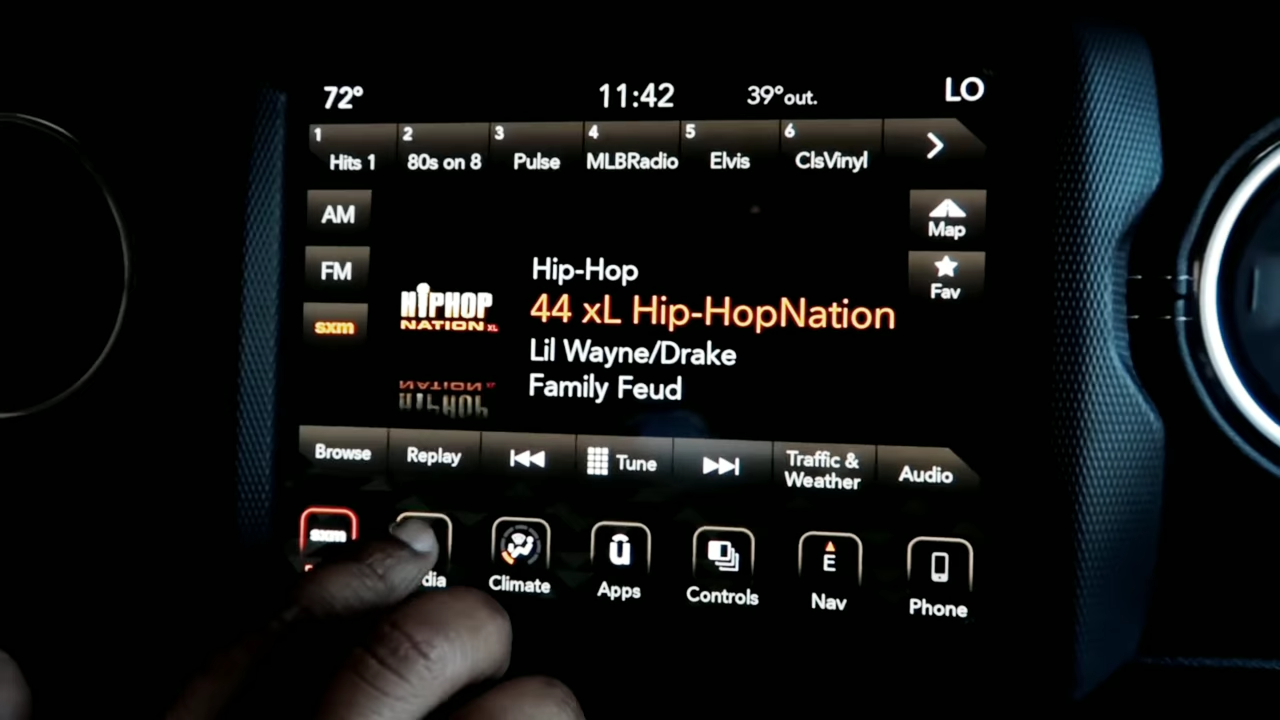 72° 11:42 39° out. LO
1 2 3 4 5 6
Hits 1 80s on 8 Pulse MLBRadio Elvis ClsVinyl
AM
Map
FM
Fav
sxm
HIPHOP
NATION XL
Hip-Hop
44 xL Hip-HopNation
Lil Wayne/Drake
Family Feud
Browse Replay Tune Traffic & Weather Audio
sxm
dia Climate Apps Controls E Nav Phone